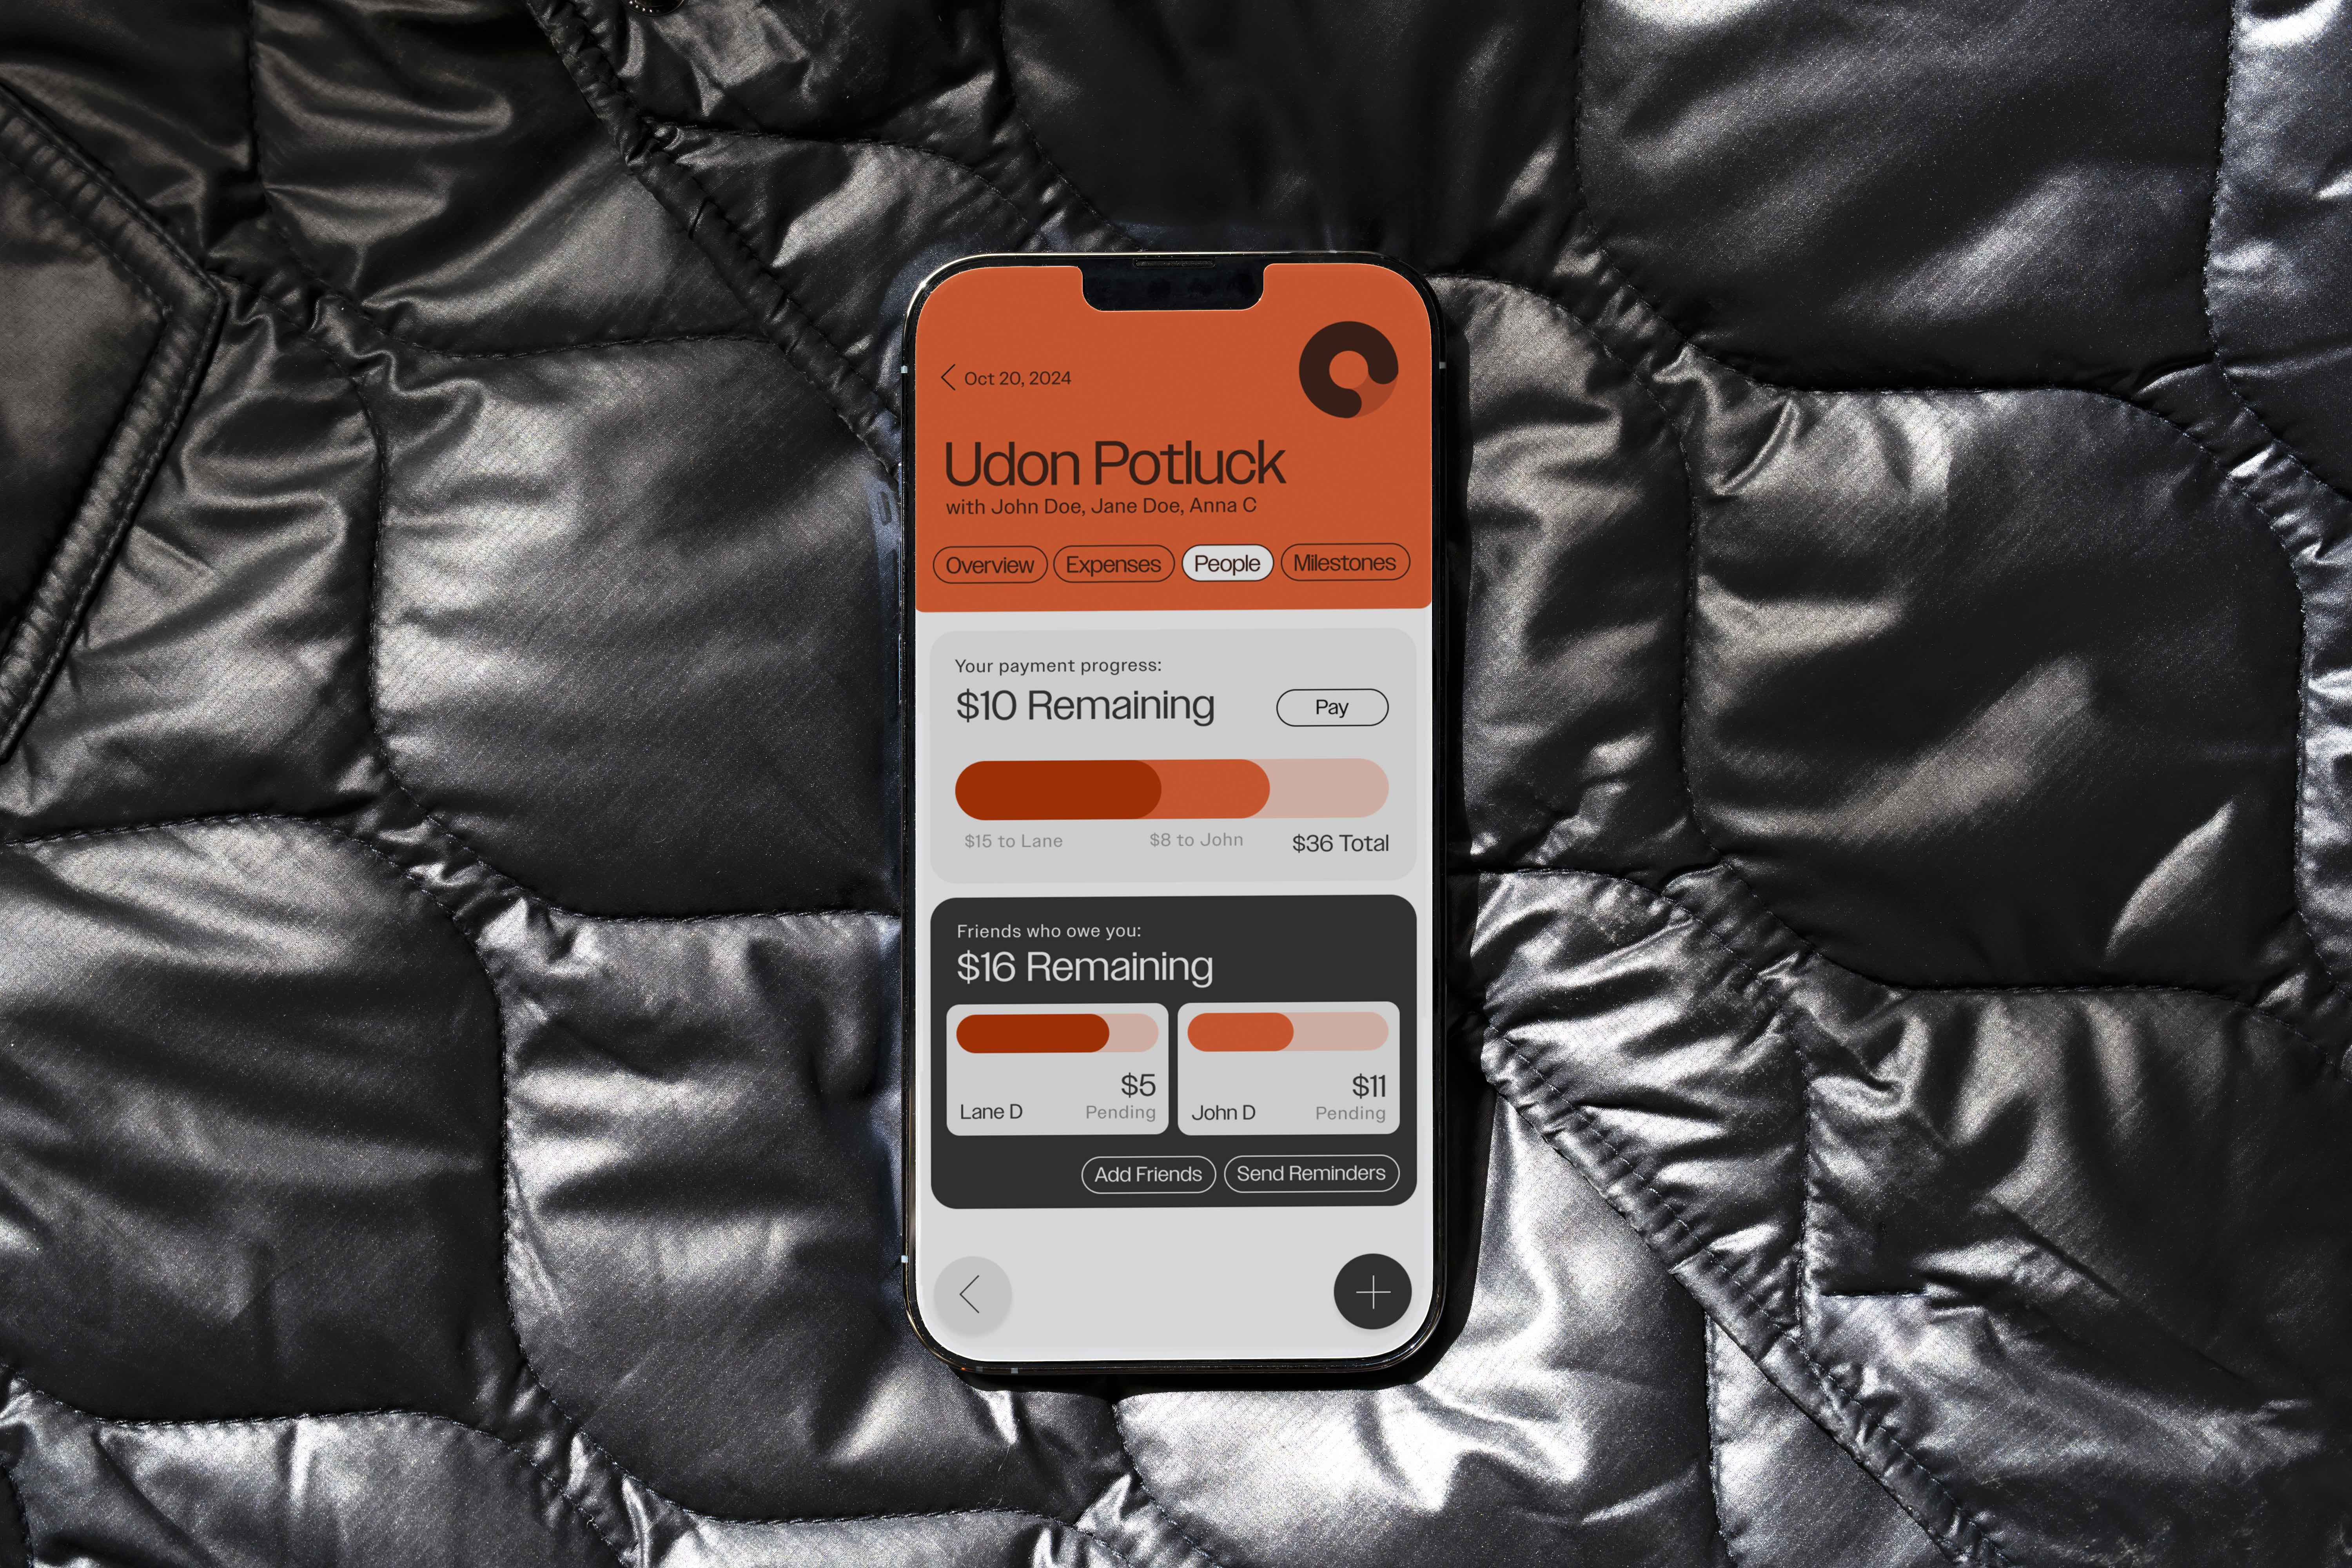 Oct 20, 2024
Udon Potluck
with John Doe, Jane Doe, Anna C
Overview Expenses People Milestones
Your payment progress:
$10 Remaining Pay
$15 to Lane $8 to John $36 Total
Friends who owe you:
$16 Remaining
$5 $11
Lane D Pending John D Pending
Add Friends Send Reminders